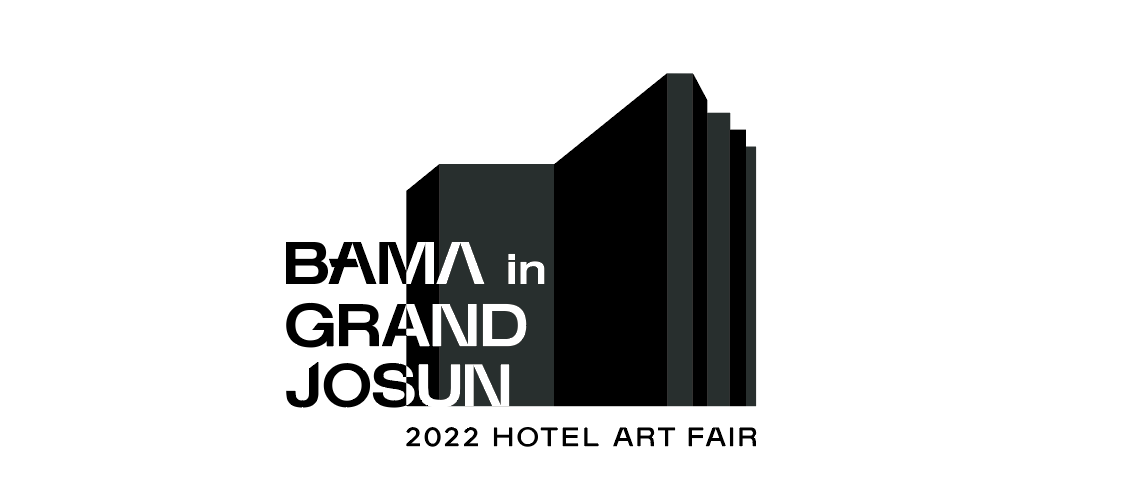 BAMA in
GRAND
JOSUN
2022 HOTEL ART FAIR